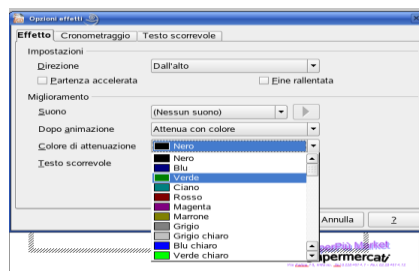 Opzioni effetti
Effetto Cronometraggio Testo scorrevole
Impostazioni
Direzione Dall'alto
Partenza accelerata Fine rallentata
Miglioramento
Suono (Nessun suono)
Dopo animazione Attenua con colore
Colore di attenuazione Nero
Testo scorrevole Nero
Blu
Verde
Ciano
Rosso
Magenta
Marrone
Grigio
Grigio chiaro
Blu chiaro
Verde chiaro
Annulla ?
Market
permercati